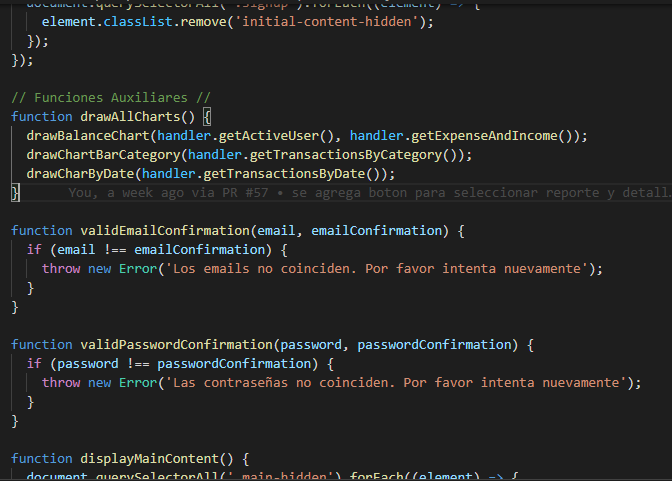 document.querySelectorAll('.signup').forEach((element) => {
element.classList.remove('initial-content-hidden');
});
});
// Funciones Auxiliares //
function drawAllCharts() {
drawBalanceChart(handler.getActiveUser(), handler.getExpenseAndIncome());
drawChartBarCategory(handler.getTransactionsByCategory());
drawCharByDate(handler.getTransactionsByDate());
} You, a week ago via PR #57 • se agrega boton para seleccionar reporte y detall…
function validEmailConfirmation(email, emailConfirmation) {
if (email !== emailConfirmation) {
throw new Error('Los emails no coinciden. Por favor intenta nuevamente');
}
}
function validPasswordConfirmation(password, passwordConfirmation) {
if (password !== passwordConfirmation) {
throw new Error('Las contraseñas no coinciden. Por favor intenta nuevamente');
}
}
function displayMainContent() {
document.querySelectorAll('.main-hidden').forEach((element) => {